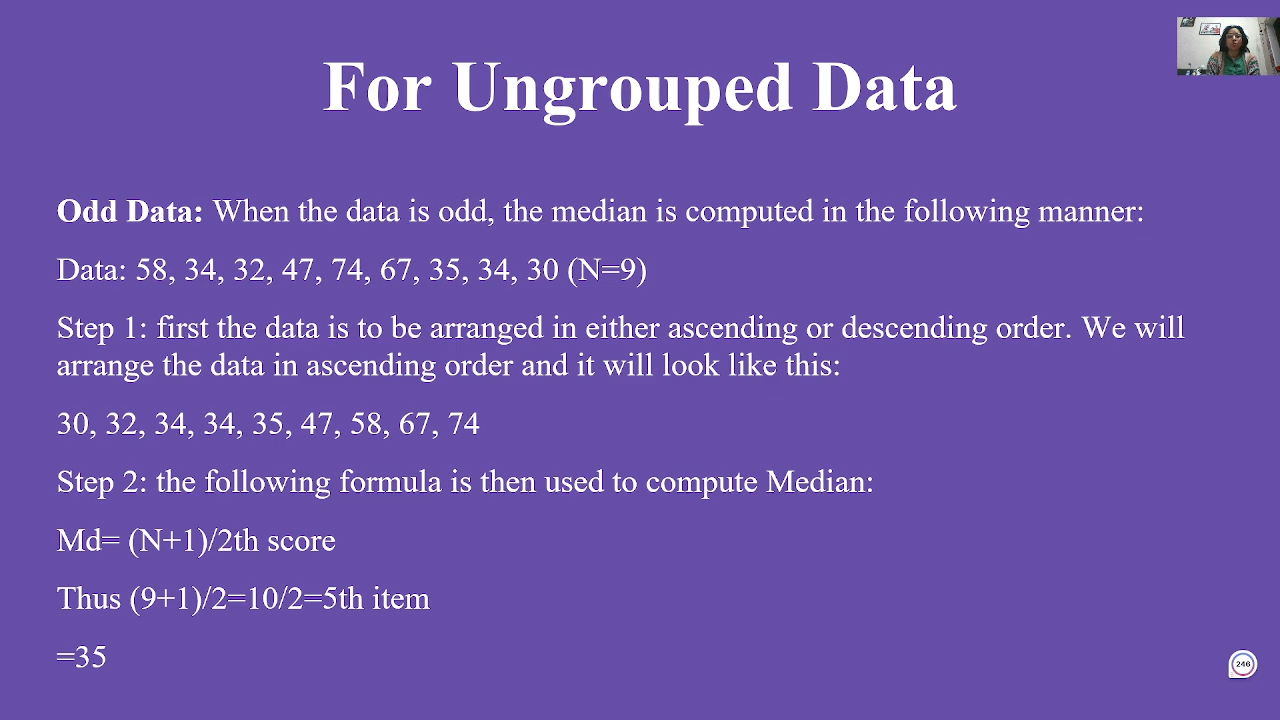 For Ungrouped Data
Odd Data: When the data is odd, the median is computed in the following manner:
Data: 58, 34, 32, 47, 74, 67, 35, 34, 30 (N=9)
Step 1: first the data is to be arranged in either ascending or descending order. We will
arrange the data in ascending order and it will look like this:
30, 32, 34, 34, 35, 47, 58, 67, 74
Step 2: the following formula is then used to compute Median:
Md= (N+1)/2th score
Thus (9+1)/2=10/2=5th item
=35
246